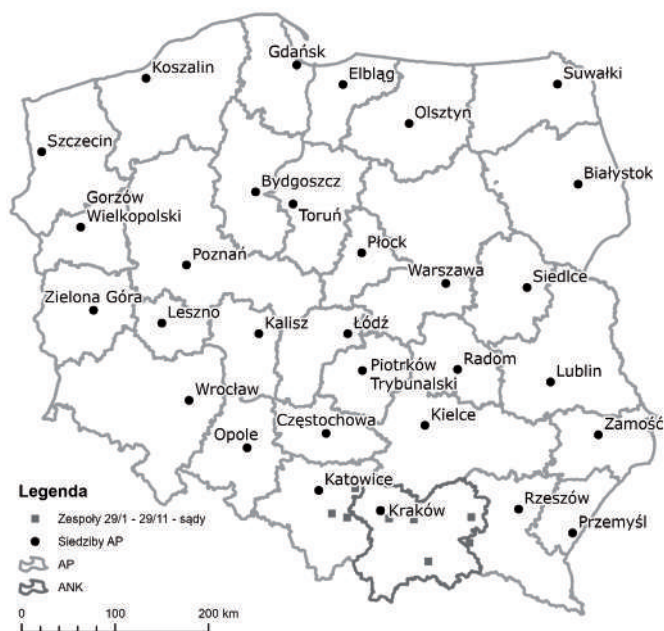 Gdańsk
Koszalin
Elbląg
Suwałki
Olsztyn
Szczecin
Białystok
Bydgoszcz
Gorzów
Wielkopolski
Toruń
Płock
Poznań
Warszawa
Siedlce
Zielona Góra
Leszno
Kalisz
Łódź
Piotrków
Trybunalski
Radom
Lublin
Wrocław
Częstochowa
Kielce
Zamość
Opole
Katowice
Kraków
Rzeszów
Przemyśl
Legenda
Zespoły 29/1 - 29/11 - sądy
Siedziby AP
AP
ANK
0 100 200 km